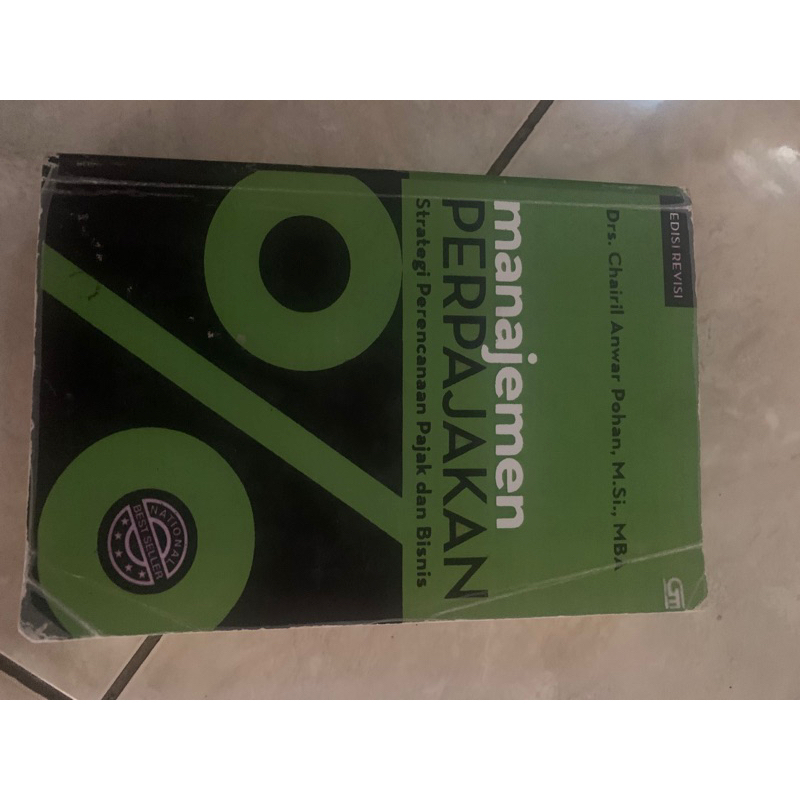 EDISI REVISI
Drs. Chairil Anwar Pohan, M.Si., MBA
manajemen
PERPAJAKAN
Strategi Perencanaan Pajak dan Bisnis
NATIONAL
BEST SELLER